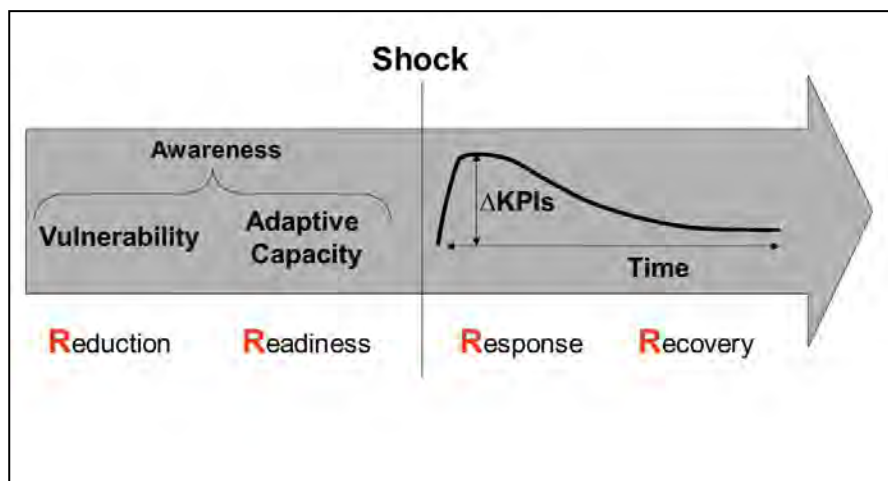 Shock
Awareness
Vulnerability
Adaptive
Capacity
ΔKPIs
Time
Reduction
Readiness
Response
Recovery